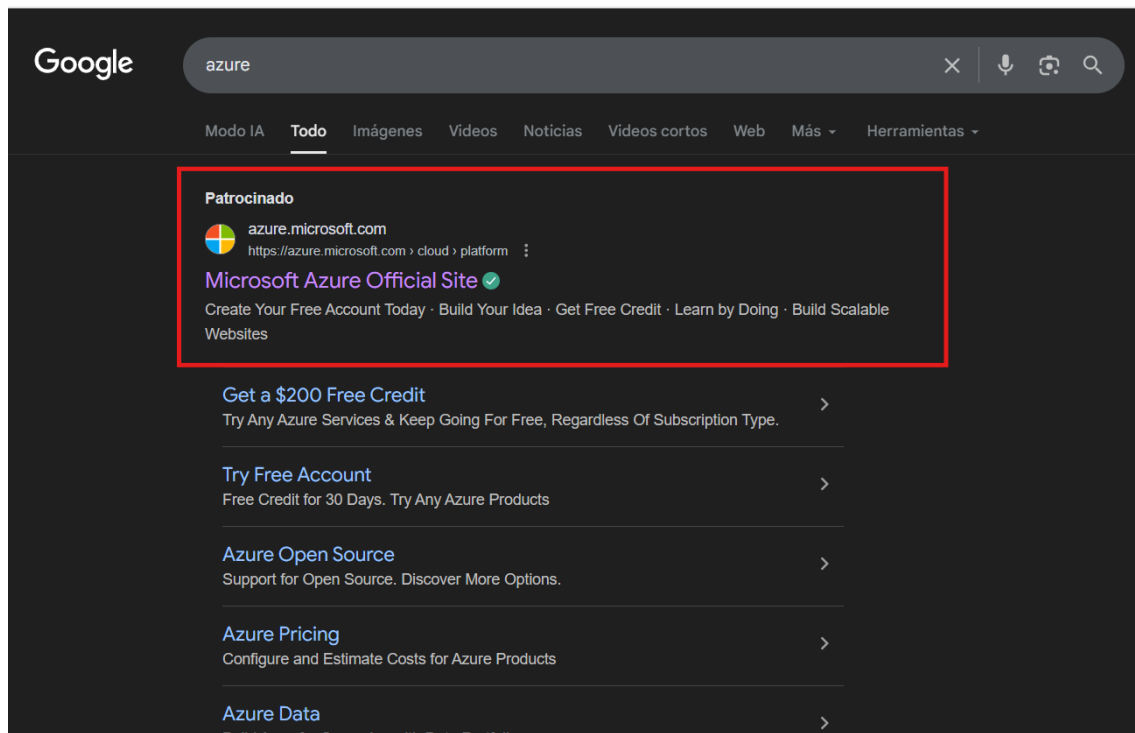 Google
azure
Modo IA Todo Imágenes Videos Noticias Videos cortos Web Más Herramientas
Patrocinado
azure.microsoft.com
https://azure.microsoft.com › cloud › platform
Microsoft Azure Official Site
Create Your Free Account Today · Build Your Idea · Get Free Credit · Learn by Doing · Build Scalable
Websites
Get a $200 Free Credit
Try Any Azure Services & Keep Going For Free, Regardless Of Subscription Type.
Try Free Account
Free Credit for 30 Days. Try Any Azure Products
Azure Open Source
Support for Open Source. Discover More Options.
Azure Pricing
Configure and Estimate Costs for Azure Products
Azure Data